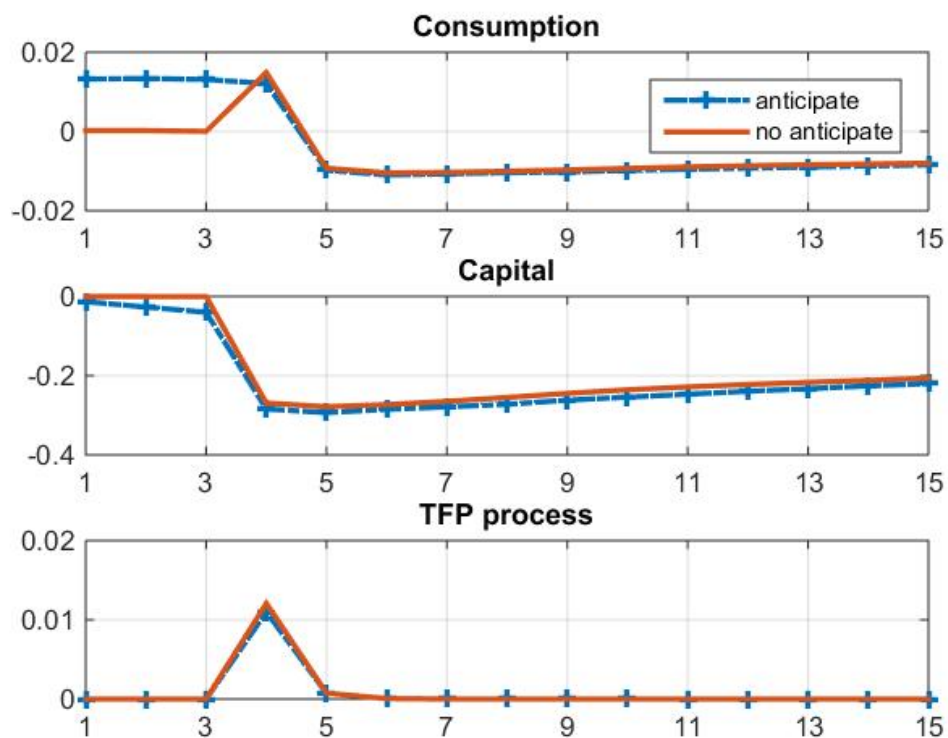 Consumption
0.02
0
-0.02
anticipate
no anticipate
1 3 5 7 9 11 13 15
Capital
0
-0.2
-0.4
1 3 5 7 9 11 13 15
TFP process
0.02
0.01
0
1 3 5 7 9 11 13 15